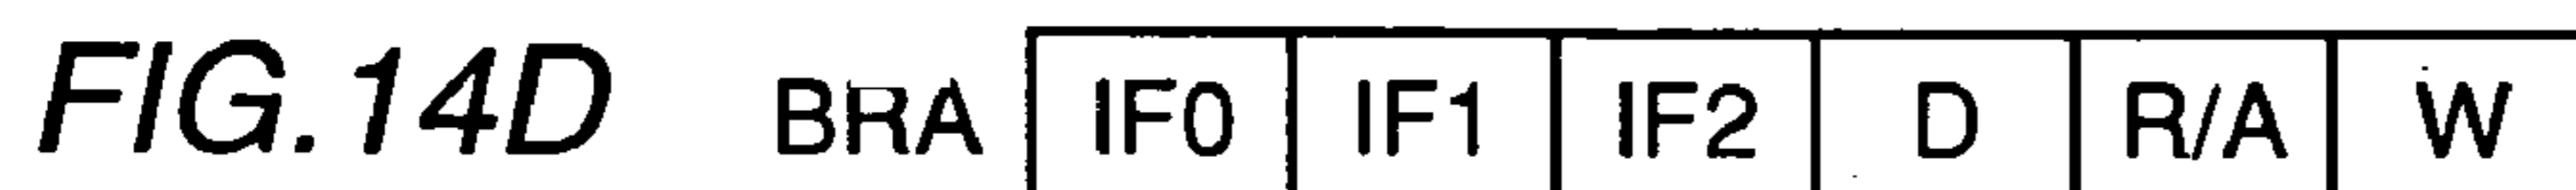 FIG.14D BRA IF0 IF1 IF2 D R/A W